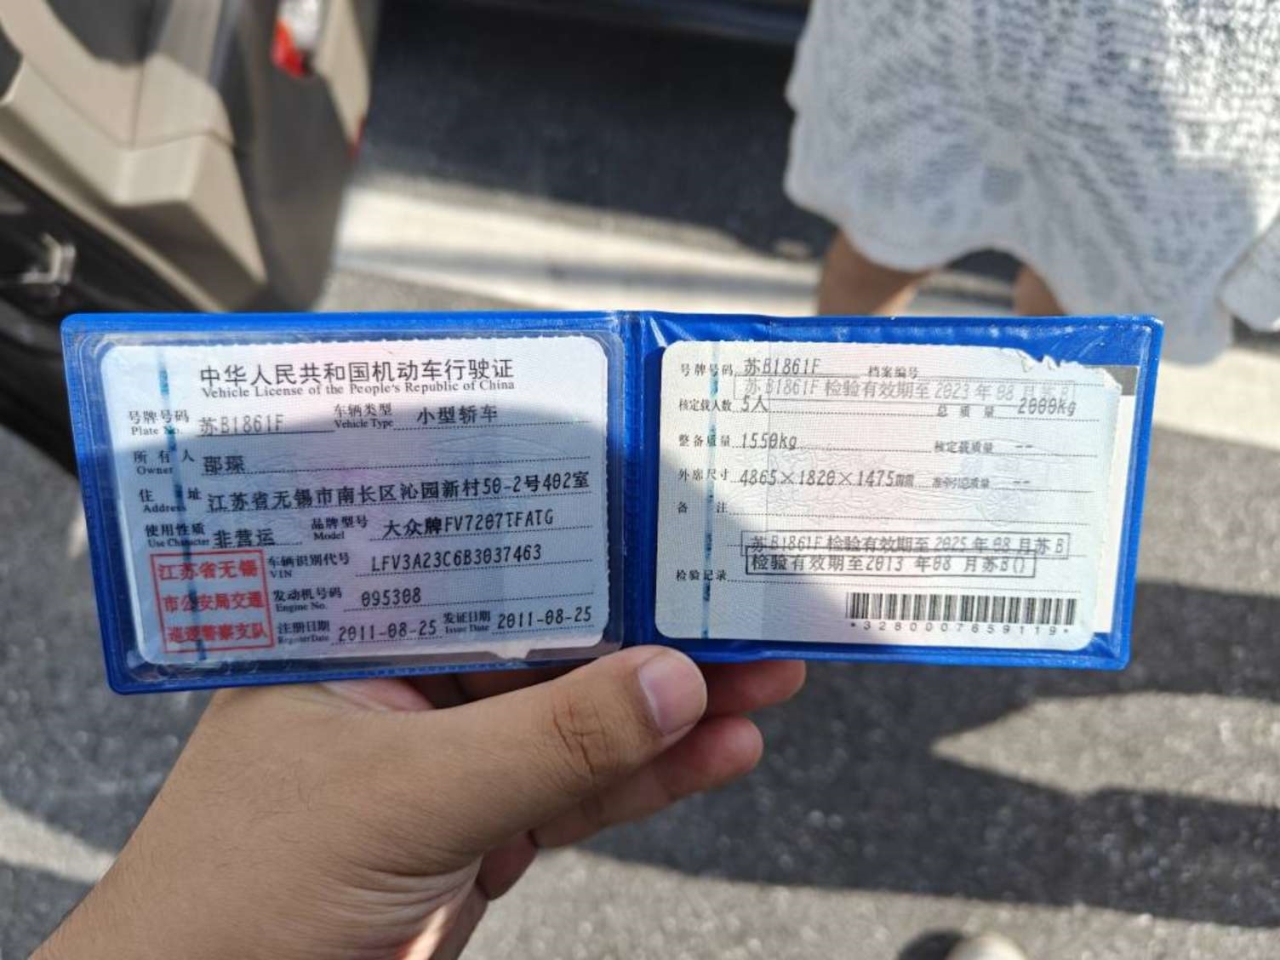 中华人民共和国机动车行驶证
Vehicle License of the People's Republic of China
号牌号码 苏B1861F 车辆类型 小型轿车
Plate No. Vehicle Type
所有人 邵琛
Owner
住址 江苏省无锡市南长区沁园新村50-2号402室
Address
使用性质 非营运 品牌型号 大众牌FV7207TFATG
Use Character Model
车辆识别代号 LFV3A23C6B3037463
VIN
发动机号码 095308
Engine No.
注册日期 2011-08-25 发证日期 2011-08-25
Register Date Issue Date
江苏省无锡
市公安局交通
巡逻警察支队
号牌号码 苏B1861F 档案编号
苏B1861F 检验有效期至 2023 年 08 月苏B
核定载人数 5人 总质量 2000kg
整备质量 1550kg 核定载质量 --
外廓尺寸 4865×1820×1475mm 准牵引总质量 --
备注
苏B1861F 检验有效期至 2025 年 08 月苏B
检验有效期至2013 年08 月苏B()
检验记录
*3280007859119*